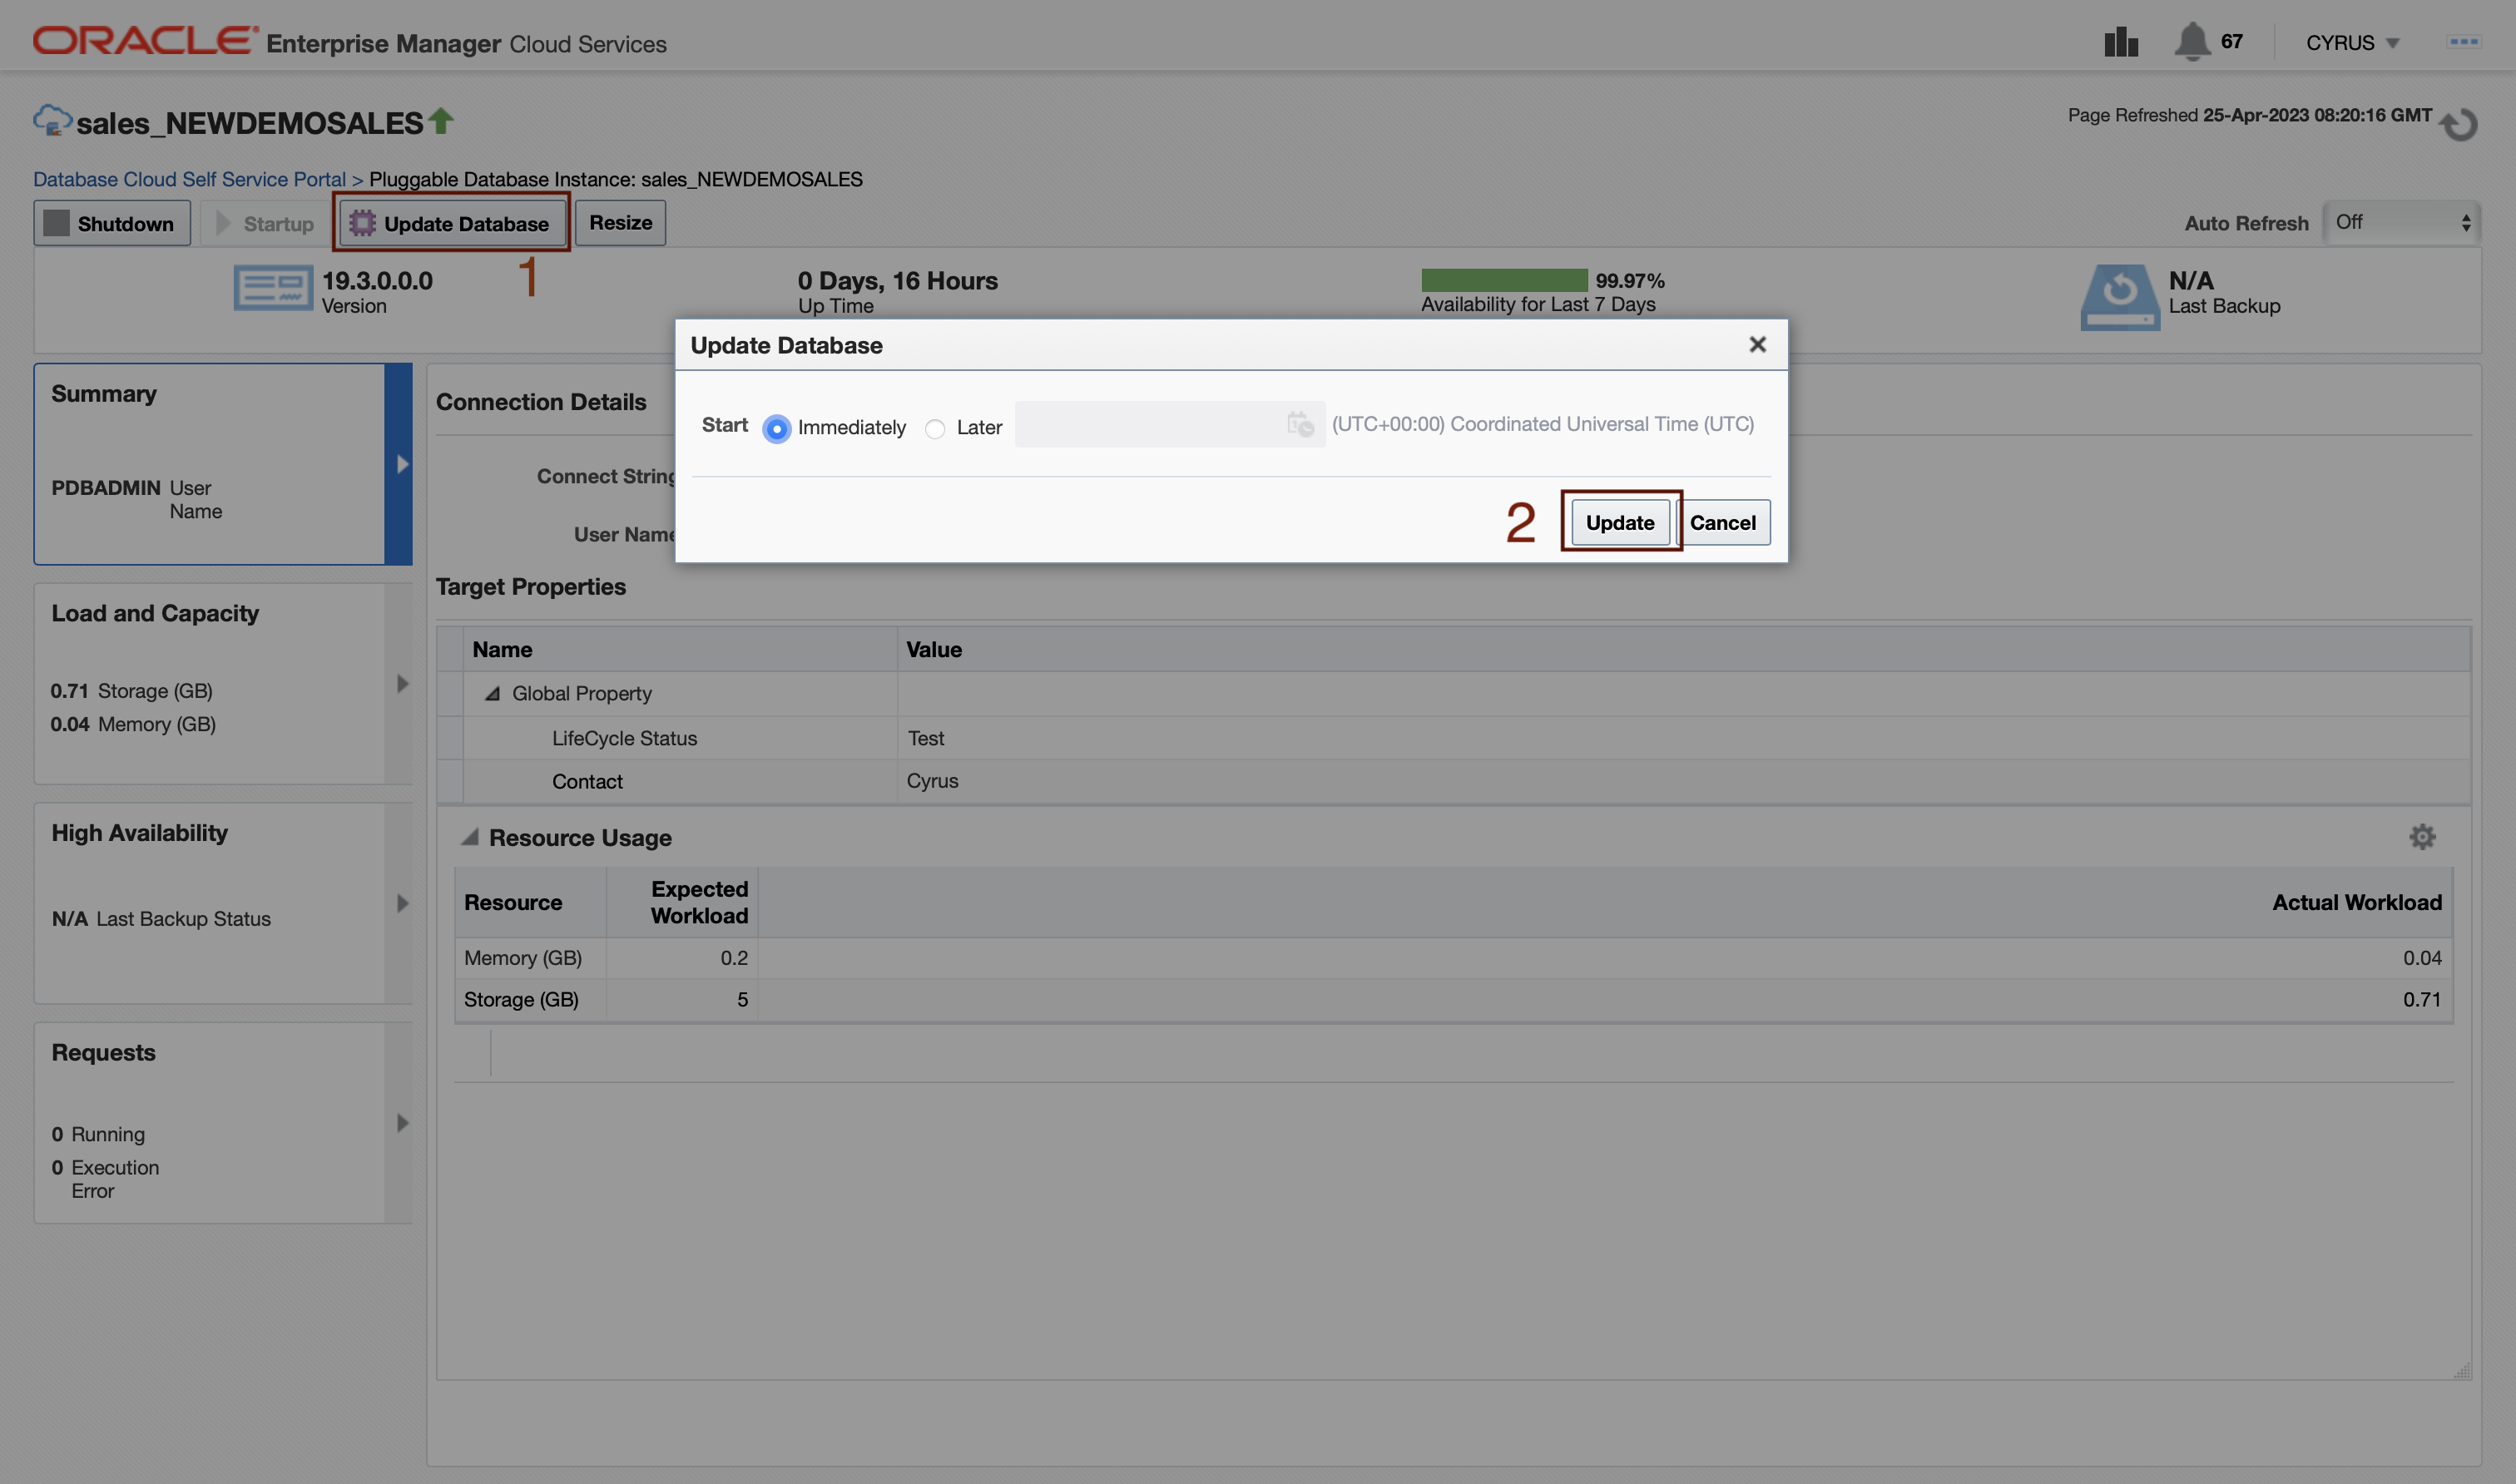 ORACLE Enterprise Manager Cloud Services
67
CYRUS
sales_NEWDEMOSALES
Page Refreshed 25-Apr-2023 08:20:16 GMT
Database Cloud Self Service Portal > Pluggable Database Instance: sales_NEWDEMOSALES
Shutdown Startup Update Database Resize
Auto Refresh Off
1
19.3.0.0.0
Version
0 Days, 16 Hours
Up Time
99.97%
Availability for Last 7 Days
N/A
Last Backup
Update Database
Start Immediately Later (UTC+00:00) Coordinated Universal Time (UTC)
2
Update Cancel
Summary
PDBADMIN User
Name
Load and Capacity
0.71 Storage (GB)
0.04 Memory (GB)
High Availability
N/A Last Backup Status
Requests
0 Running
0 Execution
Error
Connection Details
Connect String
User Name
Target Properties
Name Value
Global Property
LifeCycle Status Test
Contact Cyrus
Resource Usage
Resource Expected Workload Actual Workload
Memory (GB) 0.2 0.04
Storage (GB) 5 0.71